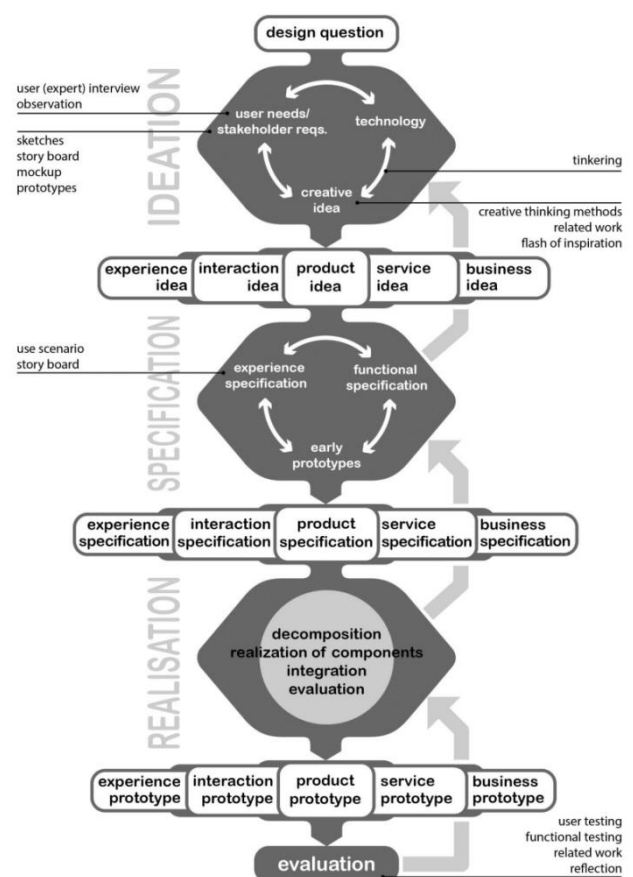 design question
IDEATION
user (expert) interview
observation
sketches
story board
mockup
prototypes
user needs/
stakeholder reqs.
technology
creative
idea
tinkering
creative thinking methods
related work
flash of inspiration
experience
idea
interaction
idea
product
idea
service
idea
business
idea
SPECIFICATION
use scenario
story board
experience
specification
functional
specification
early
prototypes
experience
specification
interaction
specification
product
specification
service
specification
business
specification
REALISATION
decomposition
realization of components
integration
evaluation
experience
prototype
interaction
prototype
product
prototype
service
prototype
business
prototype
evaluation
user testing
functional testing
related work
reflection